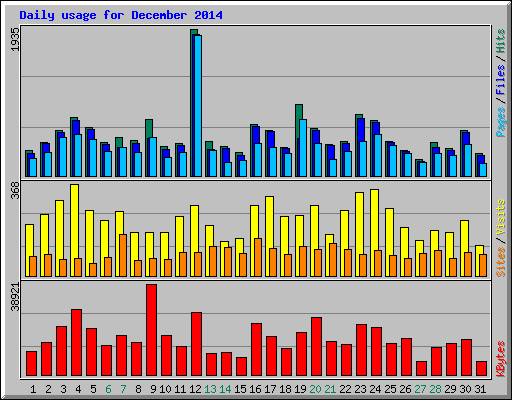 Daily usage for December 2014
1935
Pages / Files / Hits
368
Sites / Visits
38921
KBytes
1 2 3 4 5 6 7 8 9 10 11 12 13 14 15 16 17 18 19 20 21 22 23 24 25 26 27 28 29 30 31